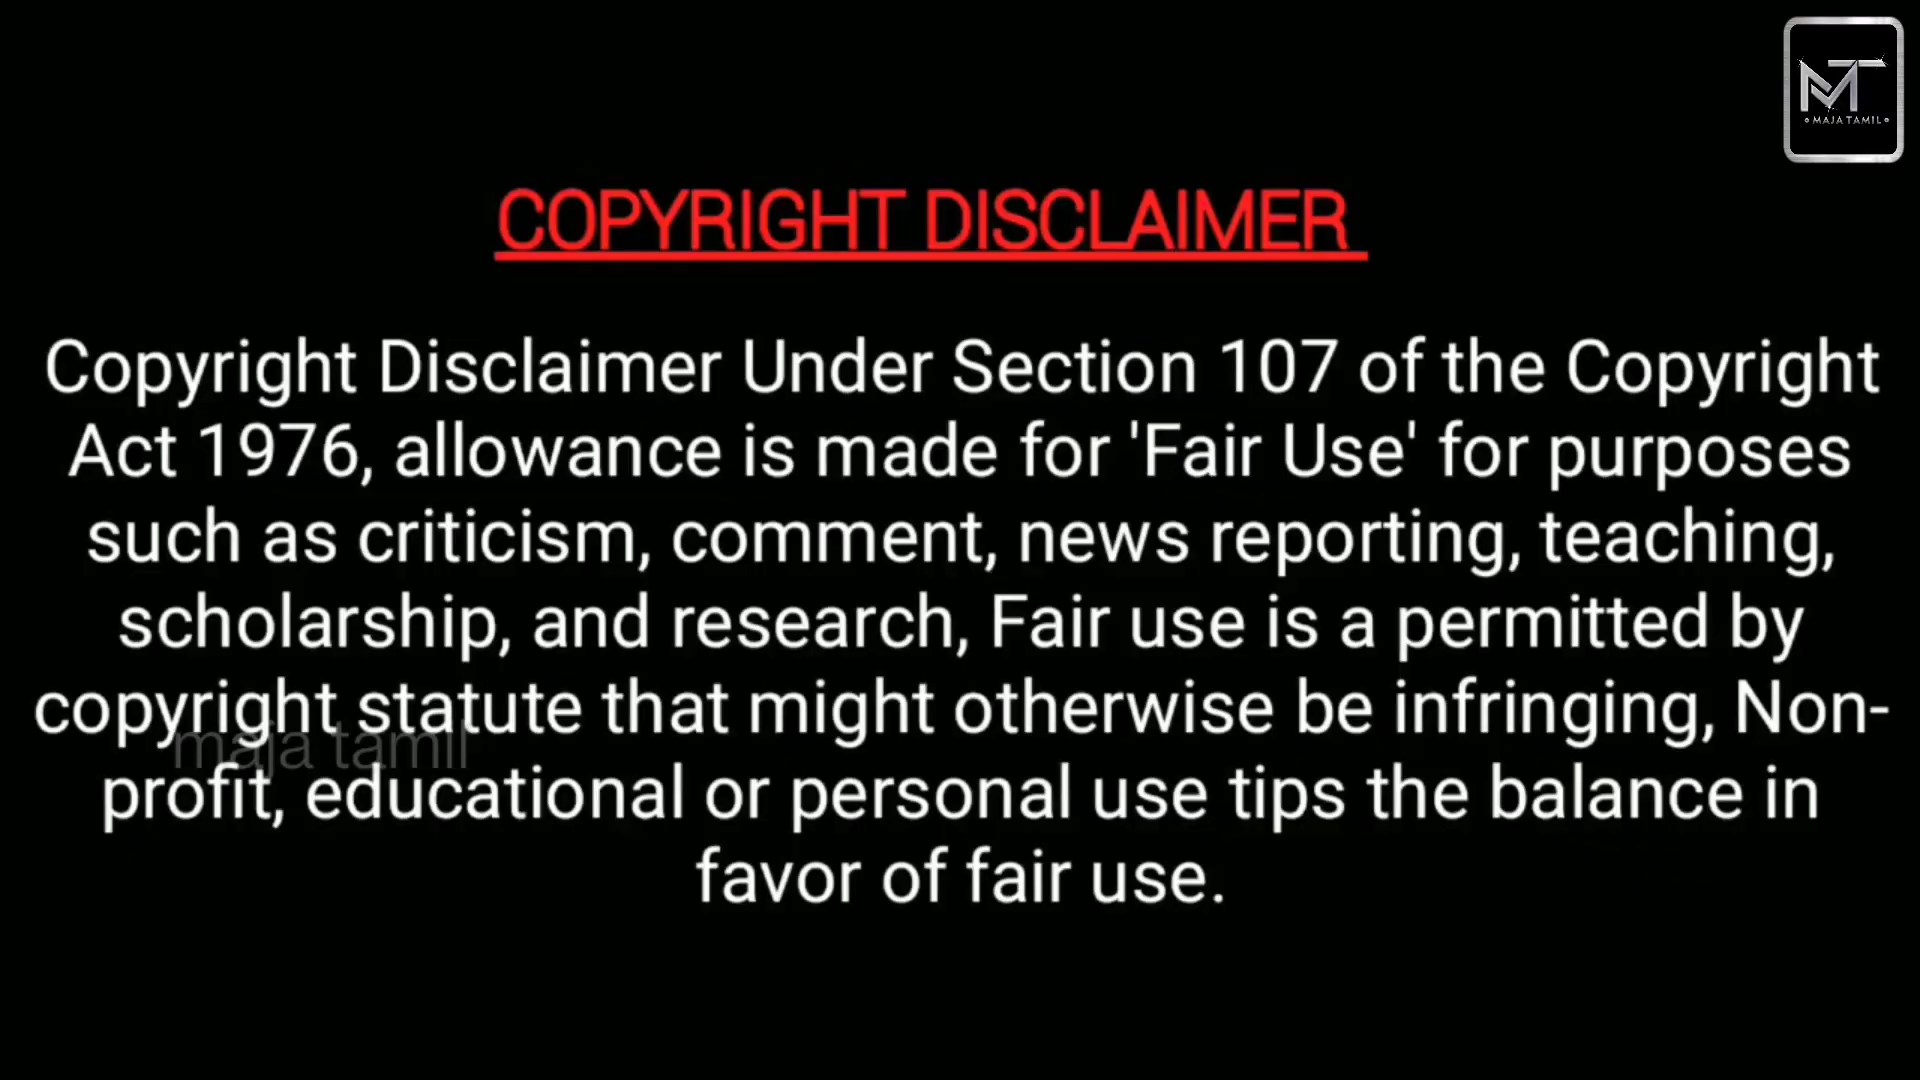 MT
• MAJA TAMIL •
COPYRIGHT DISCLAIMER
Copyright Disclaimer Under Section 107 of the Copyright
Act 1976, allowance is made for 'Fair Use' for purposes
such as criticism, comment, news reporting, teaching,
scholarship, and research, Fair use is a permitted by
copyright statute that might otherwise be infringing, Non-
maja tamil
profit, educational or personal use tips the balance in
favor of fair use.